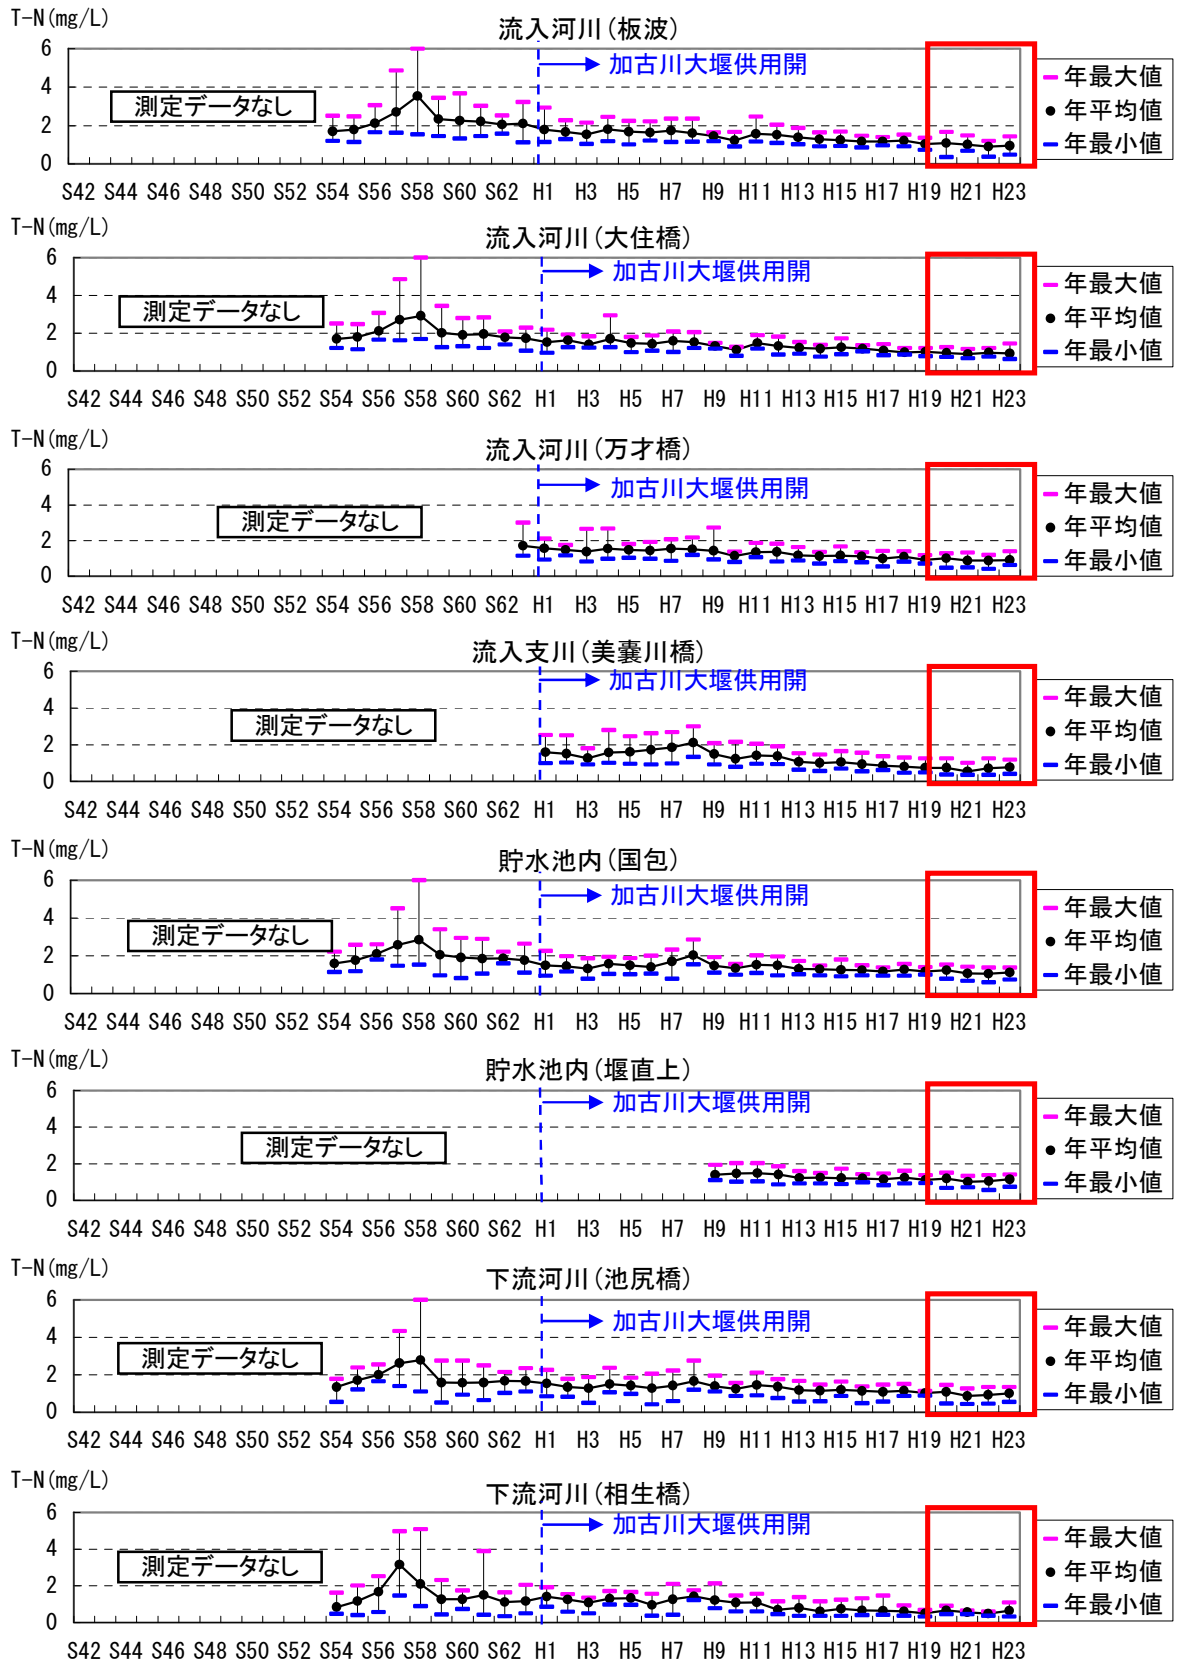 T-N(mg/L)
流入河川(板波)
6
4
2
0
加古川大堰供用開
測定データなし
年最大値
年平均値
年最小値
S42 S44 S46 S48 S50 S52 S54 S56 S58 S60 S62 H1 H3 H5 H7 H9 H11 H13 H15 H17 H19 H21 H23
T-N(mg/L)
流入河川(大住橋)
6
4
2
0
加古川大堰供用開
測定データなし
年最大値
年平均値
年最小値
S42 S44 S46 S48 S50 S52 S54 S56 S58 S60 S62 H1 H3 H5 H7 H9 H11 H13 H15 H17 H19 H21 H23
T-N(mg/L)
流入河川(万才橋)
6
4
2
0
加古川大堰供用開
測定データなし
年最大値
年平均値
年最小値
S42 S44 S46 S48 S50 S52 S54 S56 S58 S60 S62 H1 H3 H5 H7 H9 H11 H13 H15 H17 H19 H21 H23
T-N(mg/L)
流入支川(美嚢川橋)
6
4
2
0
加古川大堰供用開
測定データなし
年最大値
年平均値
年最小値
S42 S44 S46 S48 S50 S52 S54 S56 S58 S60 S62 H1 H3 H5 H7 H9 H11 H13 H15 H17 H19 H21 H23
T-N(mg/L)
貯水池内(国包)
6
4
2
0
加古川大堰供用開
測定データなし
年最大値
年平均値
年最小値
S42 S44 S46 S48 S50 S52 S54 S56 S58 S60 S62 H1 H3 H5 H7 H9 H11 H13 H15 H17 H19 H21 H23
T-N(mg/L)
貯水池内(堰直上)
6
4
2
0
加古川大堰供用開
測定データなし
年最大値
年平均値
年最小値
S42 S44 S46 S48 S50 S52 S54 S56 S58 S60 S62 H1 H3 H5 H7 H9 H11 H13 H15 H17 H19 H21 H23
T-N(mg/L)
下流河川(池尻橋)
6
4
2
0
加古川大堰供用開
測定データなし
年最大値
年平均値
年最小値
S42 S44 S46 S48 S50 S52 S54 S56 S58 S60 S62 H1 H3 H5 H7 H9 H11 H13 H15 H17 H19 H21 H23
T-N(mg/L)
下流河川(相生橋)
6
4
2
0
加古川大堰供用開
測定データなし
年最大値
年平均値
年最小値
S42 S44 S46 S48 S50 S52 S54 S56 S58 S60 S62 H1 H3 H5 H7 H9 H11 H13 H15 H17 H19 H21 H23